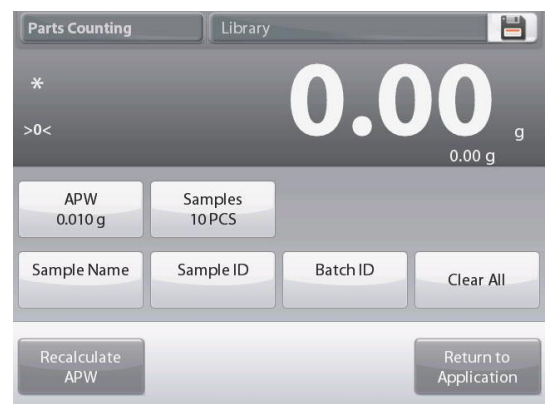 Parts Counting
Library
*
0.00 g
>0<
0.00 g
APW
0.010 g
Samples
10 PCS
Sample Name
Sample ID
Batch ID
Clear All
Recalculate
APW
Return to
Application